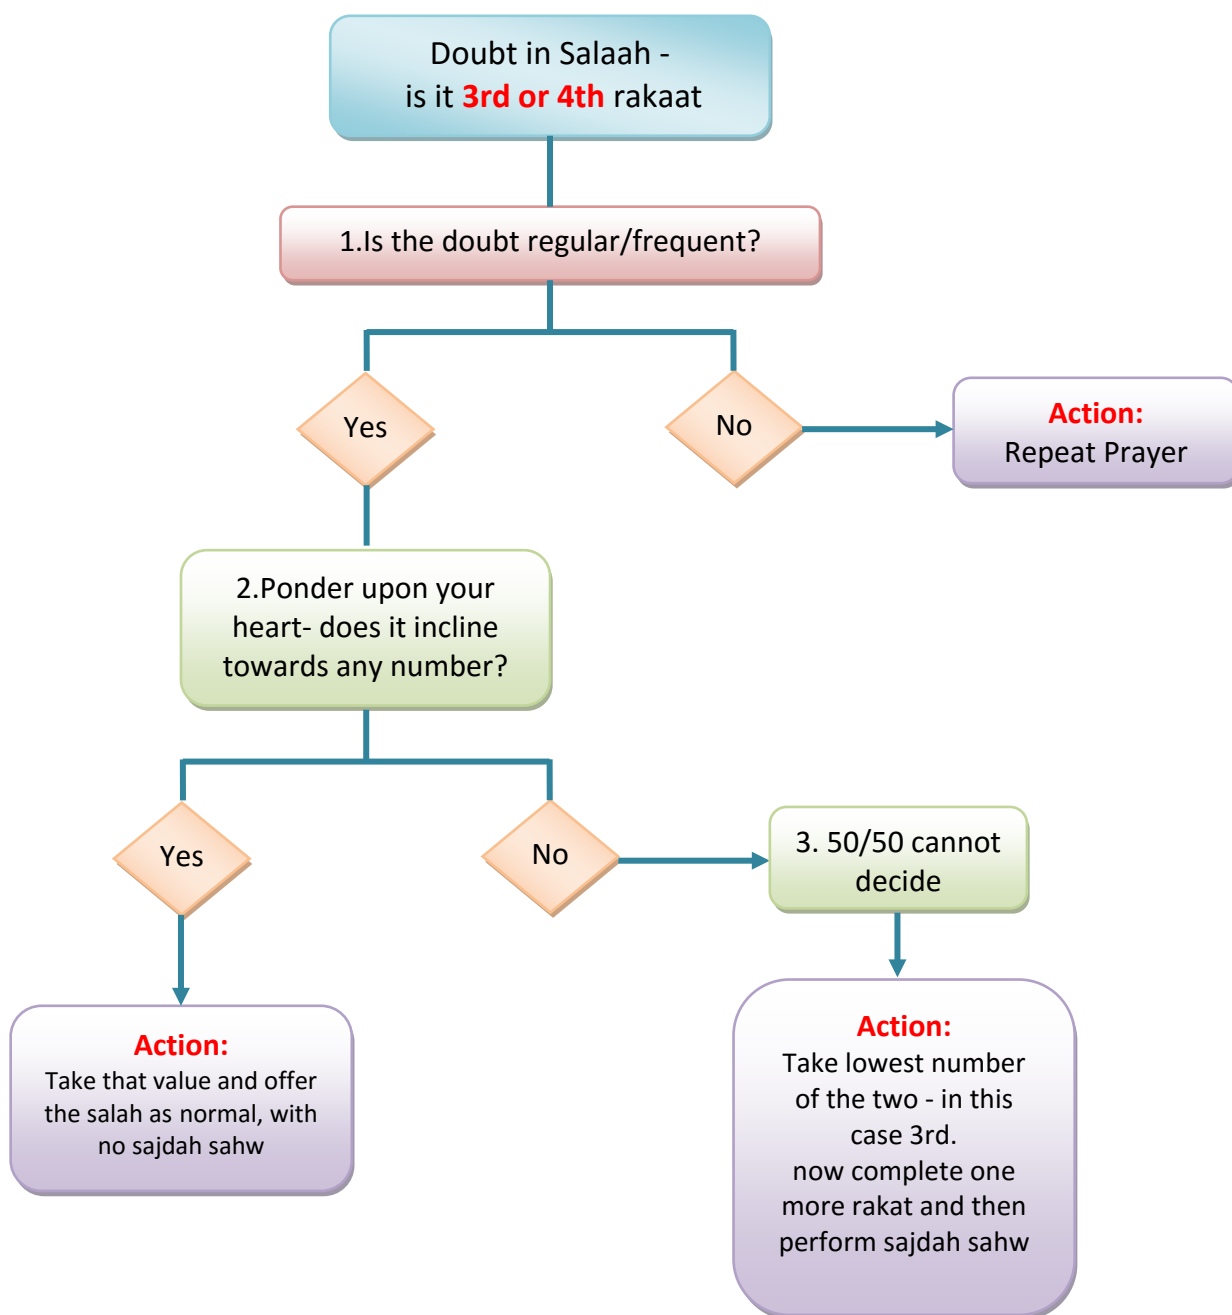 Doubt in Salaah -
is it 3rd or 4th rakaat
1.Is the doubt regular/frequent?
Yes
No
Action:
Repeat Prayer
2.Ponder upon your
heart- does it incline
towards any number?
Yes
No
3. 50/50 cannot
decide
Action:
Take that value and offer
the salah as normal, with
no sajdah sahw
Action:
Take lowest number
of the two - in this
case 3rd.
now complete one
more rakat and then
perform sajdah sahw